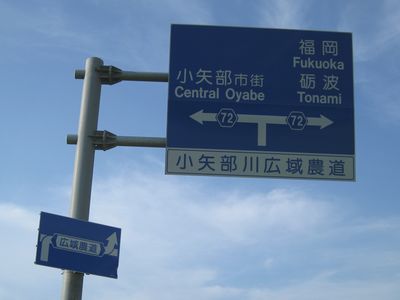 福岡
Fukuoka
小矢部市街
Central Oyabe
砺波
Tonami
72
72
小矢部川広域農道
広域農道